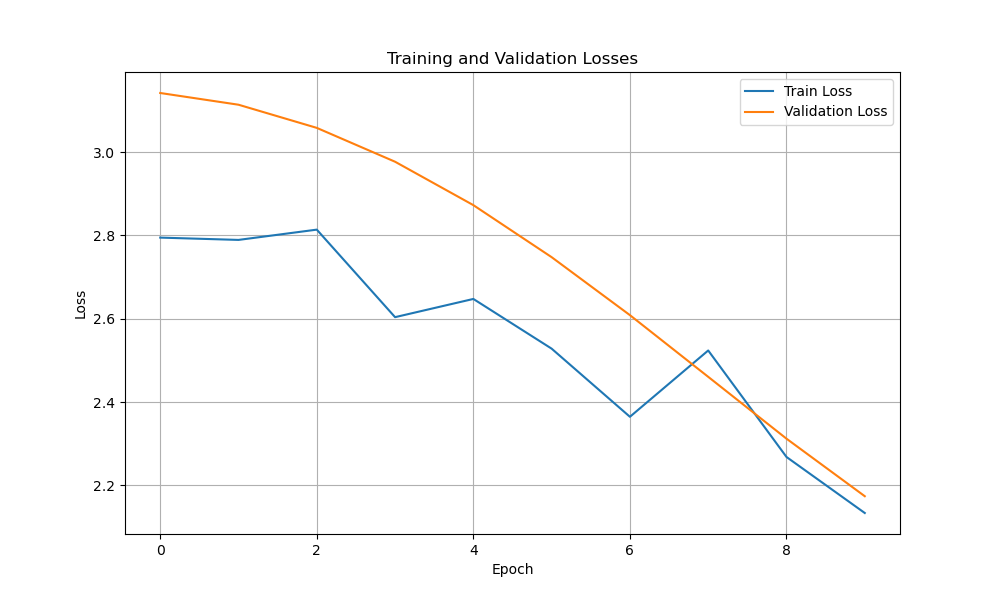 Training and Validation Losses
Train Loss
Validation Loss
3.0
2.8
2.6
2.4
2.2
Loss
0 2 4 6 8
Epoch